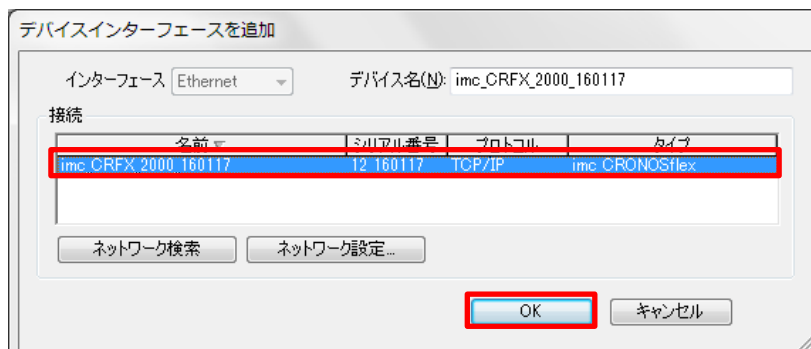 デバイスインターフェースを追加
インターフェース Ethernet デバイス名(N): imc_CRFX_2000_160117
接続
名前 シリアル番号 プロトコル タイプ
imc_CRFX_2000_160117 12 160117 TCP/IP imc CRONOSflex
ネットワーク検索 ネットワーク設定...
OK キャンセル